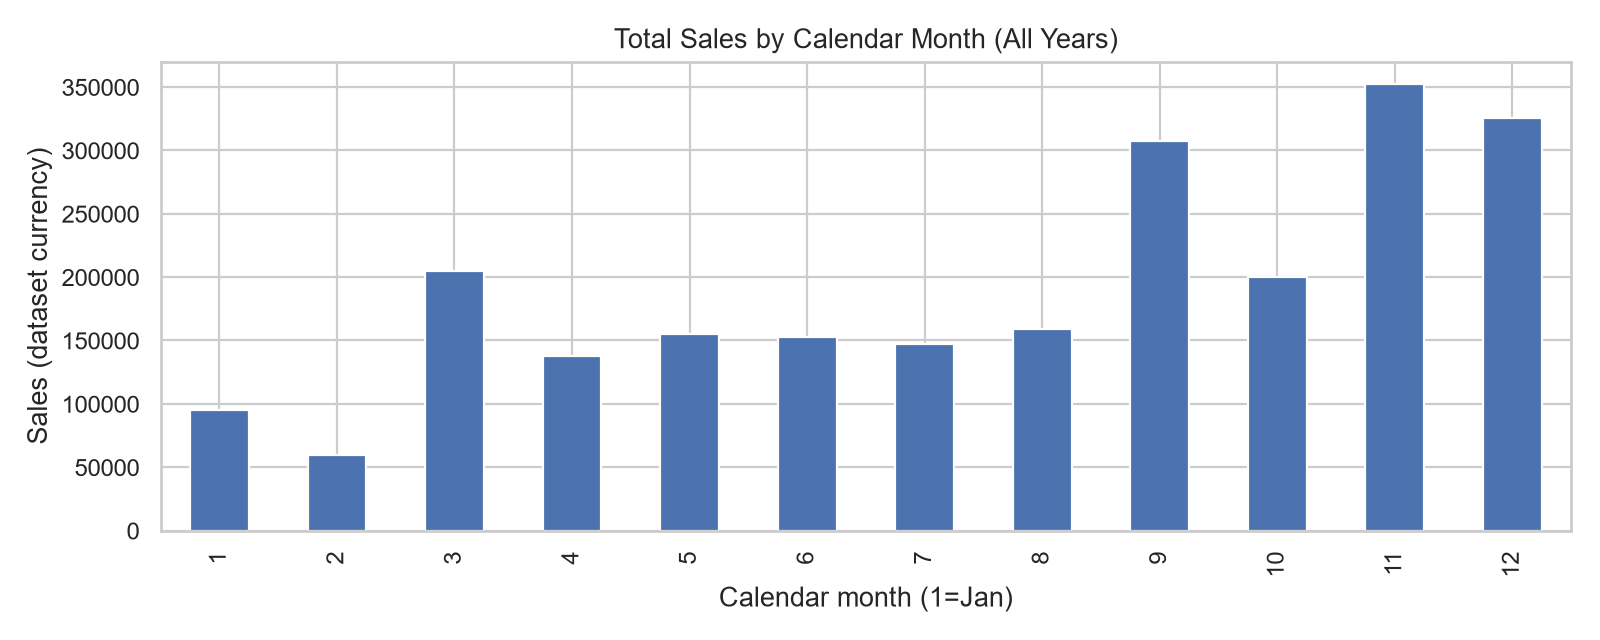 Total Sales by Calendar Month (All Years)
Sales (dataset currency)
350000
300000
250000
200000
150000
100000
50000
0
1 2 3 4 5 6 7 8 9 10 11 12
Calendar month (1=Jan)